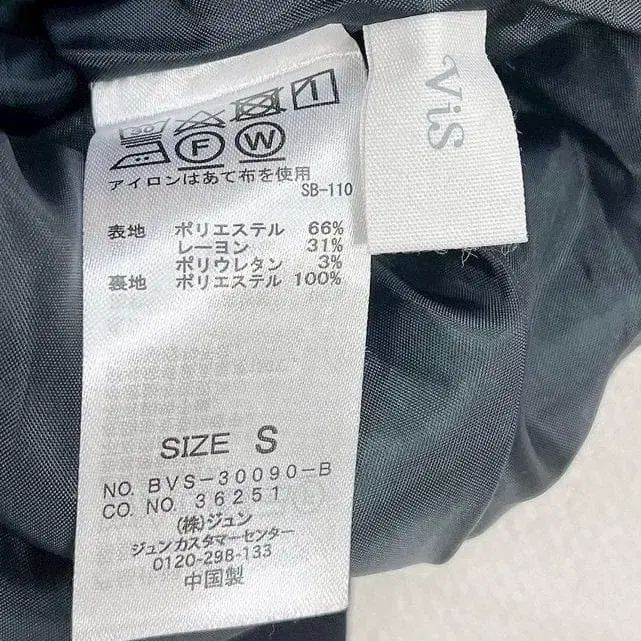 ViS
30
F W
アイロンはあて布を使用
SB-110
表地 ポリエステル 66%
レーヨン 31%
ポリウレタン 3%
裏地 ポリエステル 100%
SIZE S
NO. BVS-30090-B
CO. NO. 36251
(株)ジュン
ジュンカスタマーセンター
0120-298-133
中国製